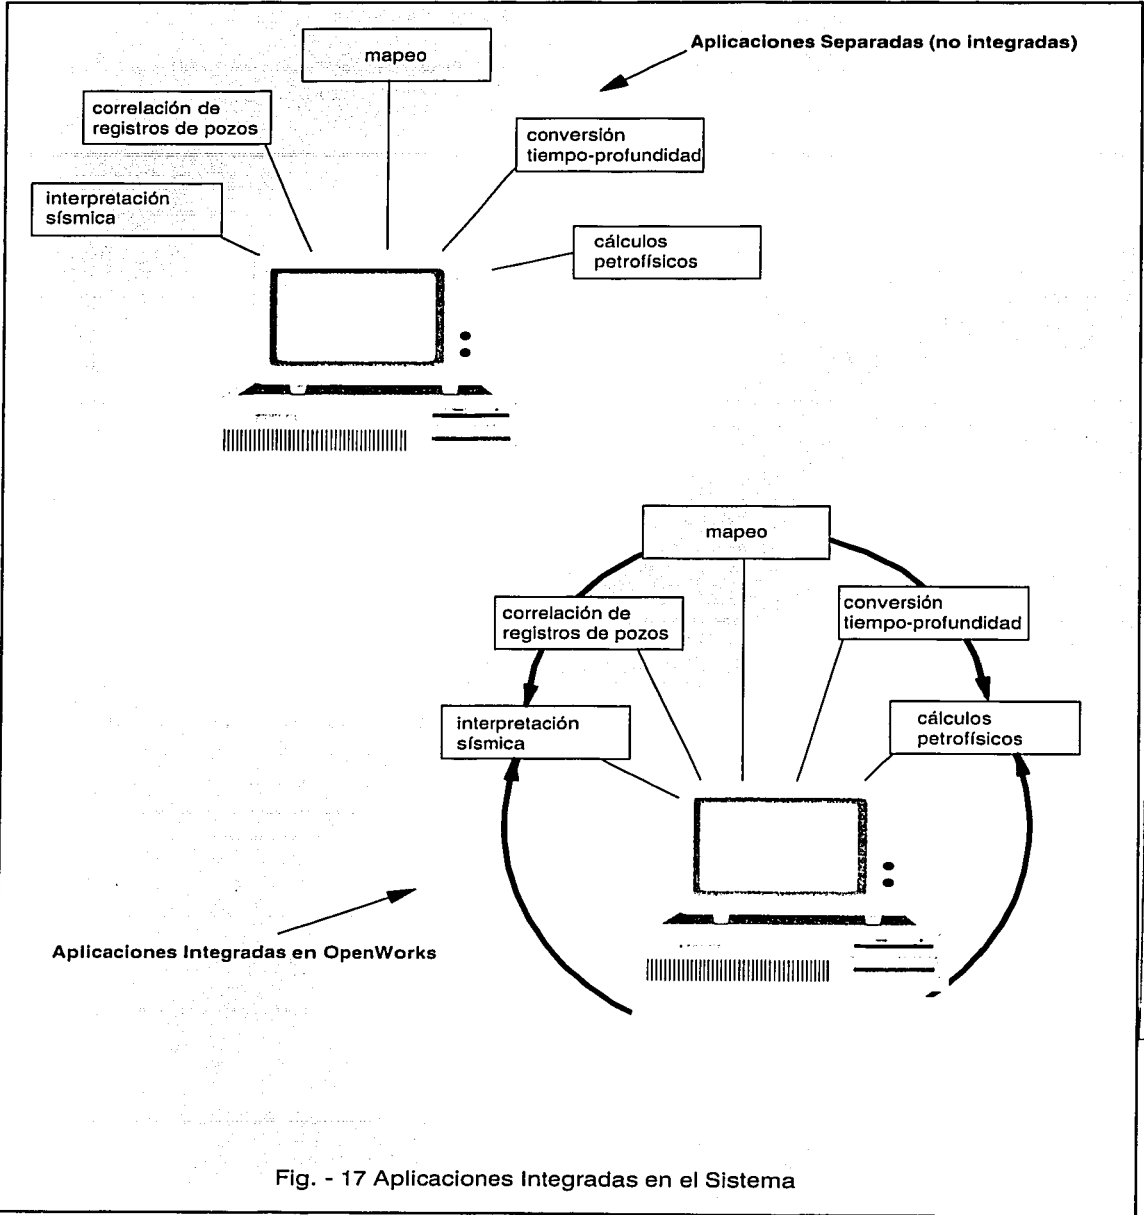 mapeo
Aplicaciones Separadas (no integradas)
correlación de
registros de pozos
conversión
tiempo-profundidad
interpretación
sísmica
cálculos
petrofísicos
mapeo
correlación de
registros de pozos
conversión
tiempo-profundidad
interpretación
sísmica
cálculos
petrofísicos
Aplicaciones Integradas en OpenWorks
Fig. - 17 Aplicaciones Integradas en el Sistema